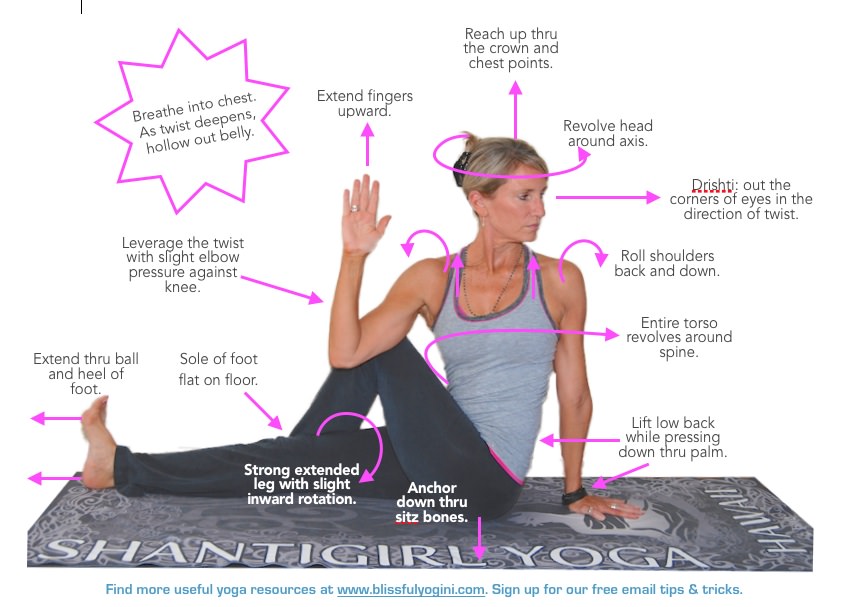 Breathe into chest.
As twist deepens,
hollow out belly.
Extend fingers
upward.
Reach up thru
the crown and
chest points.
Revolve head
around axis.
Drishti: out the
corners of eyes in the
direction of twist.
Leverage the twist
with slight elbow
pressure against
knee.
Roll shoulders
back and down.
Entire torso
revolves around
spine.
Extend thru ball
and heel of
foot.
Sole of foot
flat on floor.
Lift low back
while pressing
down thru palm.
Strong extended
leg with slight
inward rotation.
Anchor
down thru
sitz bones.
HAWAII
SHANTIGIRL YOGA
Find more useful yoga resources at www.blissfulyogini.com. Sign up for our free email tips & tricks.